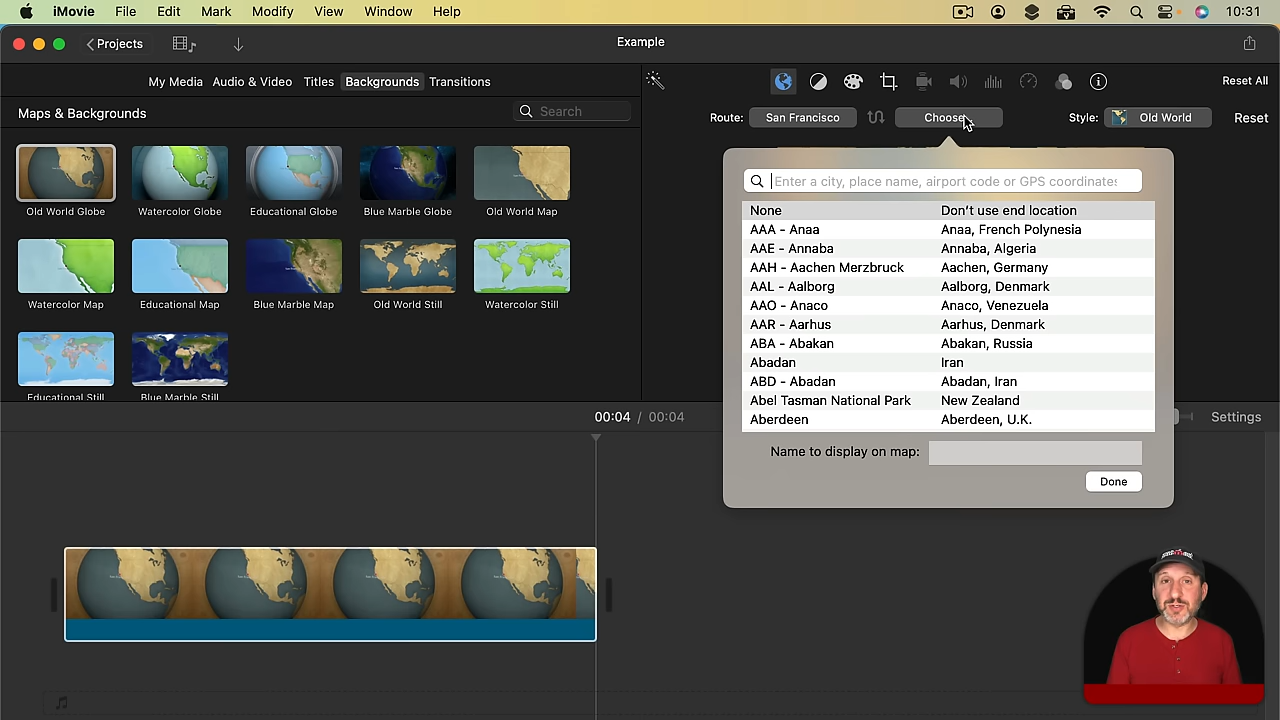 iMovie File Edit Mark Modify View Window Help 10:31
Projects Example
My Media Audio & Video Titles Backgrounds Transitions Reset All
Maps & Backgrounds Search
Route: San Francisco Choose Style: Old World Reset
Old World Globe Watercolor Globe Educational Globe Blue Marble Globe Old World Map
Watercolor Map Educational Map Blue Marble Map Old World Still Watercolor Still
Educational Still Blue Marble Still
Enter a city, place name, airport code or GPS coordinates
None Don't use end location
AAA - Anaa Anaa, French Polynesia
AAE - Annaba Annaba, Algeria
AAH - Aachen Merzbruck Aachen, Germany
AAL - Aalborg Aalborg, Denmark
AAO - Anaco Anaco, Venezuela
AAR - Aarhus Aarhus, Denmark
ABA - Abakan Abakan, Russia
Abadan Iran
ABD - Abadan Abadan, Iran
Abel Tasman National Park New Zealand
Aberdeen Aberdeen, U.K.
Name to display on map:
Done
00:04 / 00:04 Settings